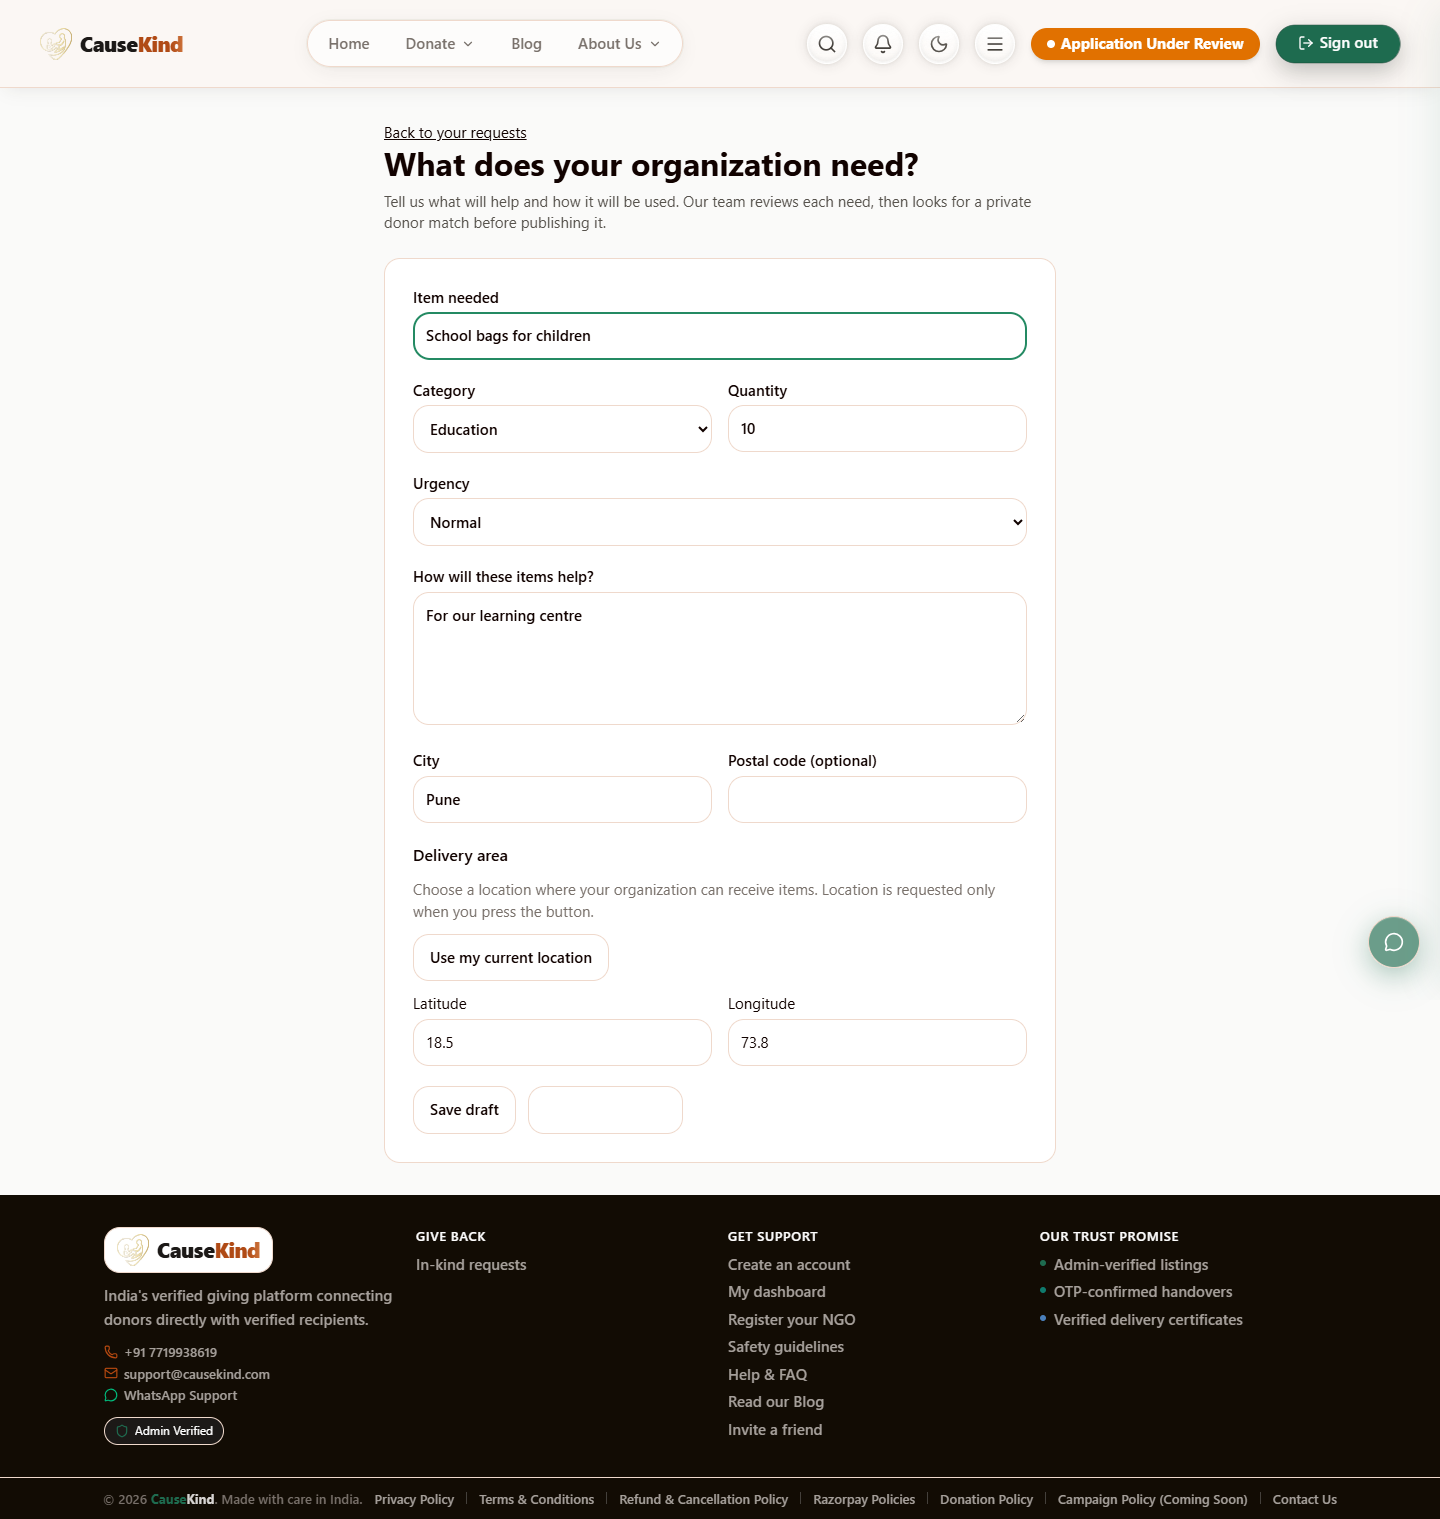 CauseKind
Home
Donate
Blog
About Us
Application Under Review
Sign out
Back to your requests
What does your organization need?
Tell us what will help and how it will be used. Our team reviews each need, then looks for a private
donor match before publishing it.
Item needed
School bags for children
Category
Quantity
Education
10
Urgency
Normal
How will these items help?
For our learning centre
City
Postal code (optional)
Pune
Delivery area
Choose a location where your organization can receive items. Location is requested only
when you press the button.
Use my current location
Latitude
Longitude
18.5
73.8
Save draft
CauseKind
India's verified giving platform connecting
donors directly with verified recipients.
+91 7719938619
support@causekind.com
WhatsApp Support
Admin Verified
GIVE BACK
In-kind requests
GET SUPPORT
Create an account
My dashboard
Register your NGO
Safety guidelines
Help & FAQ
Read our Blog
Invite a friend
OUR TRUST PROMISE
Admin-verified listings
OTP-confirmed handovers
Verified delivery certificates
© 2026 CauseKind. Made with care in India.
Privacy Policy
Terms & Conditions
Refund & Cancellation Policy
Razorpay Policies
Donation Policy
Campaign Policy (Coming Soon)
Contact Us